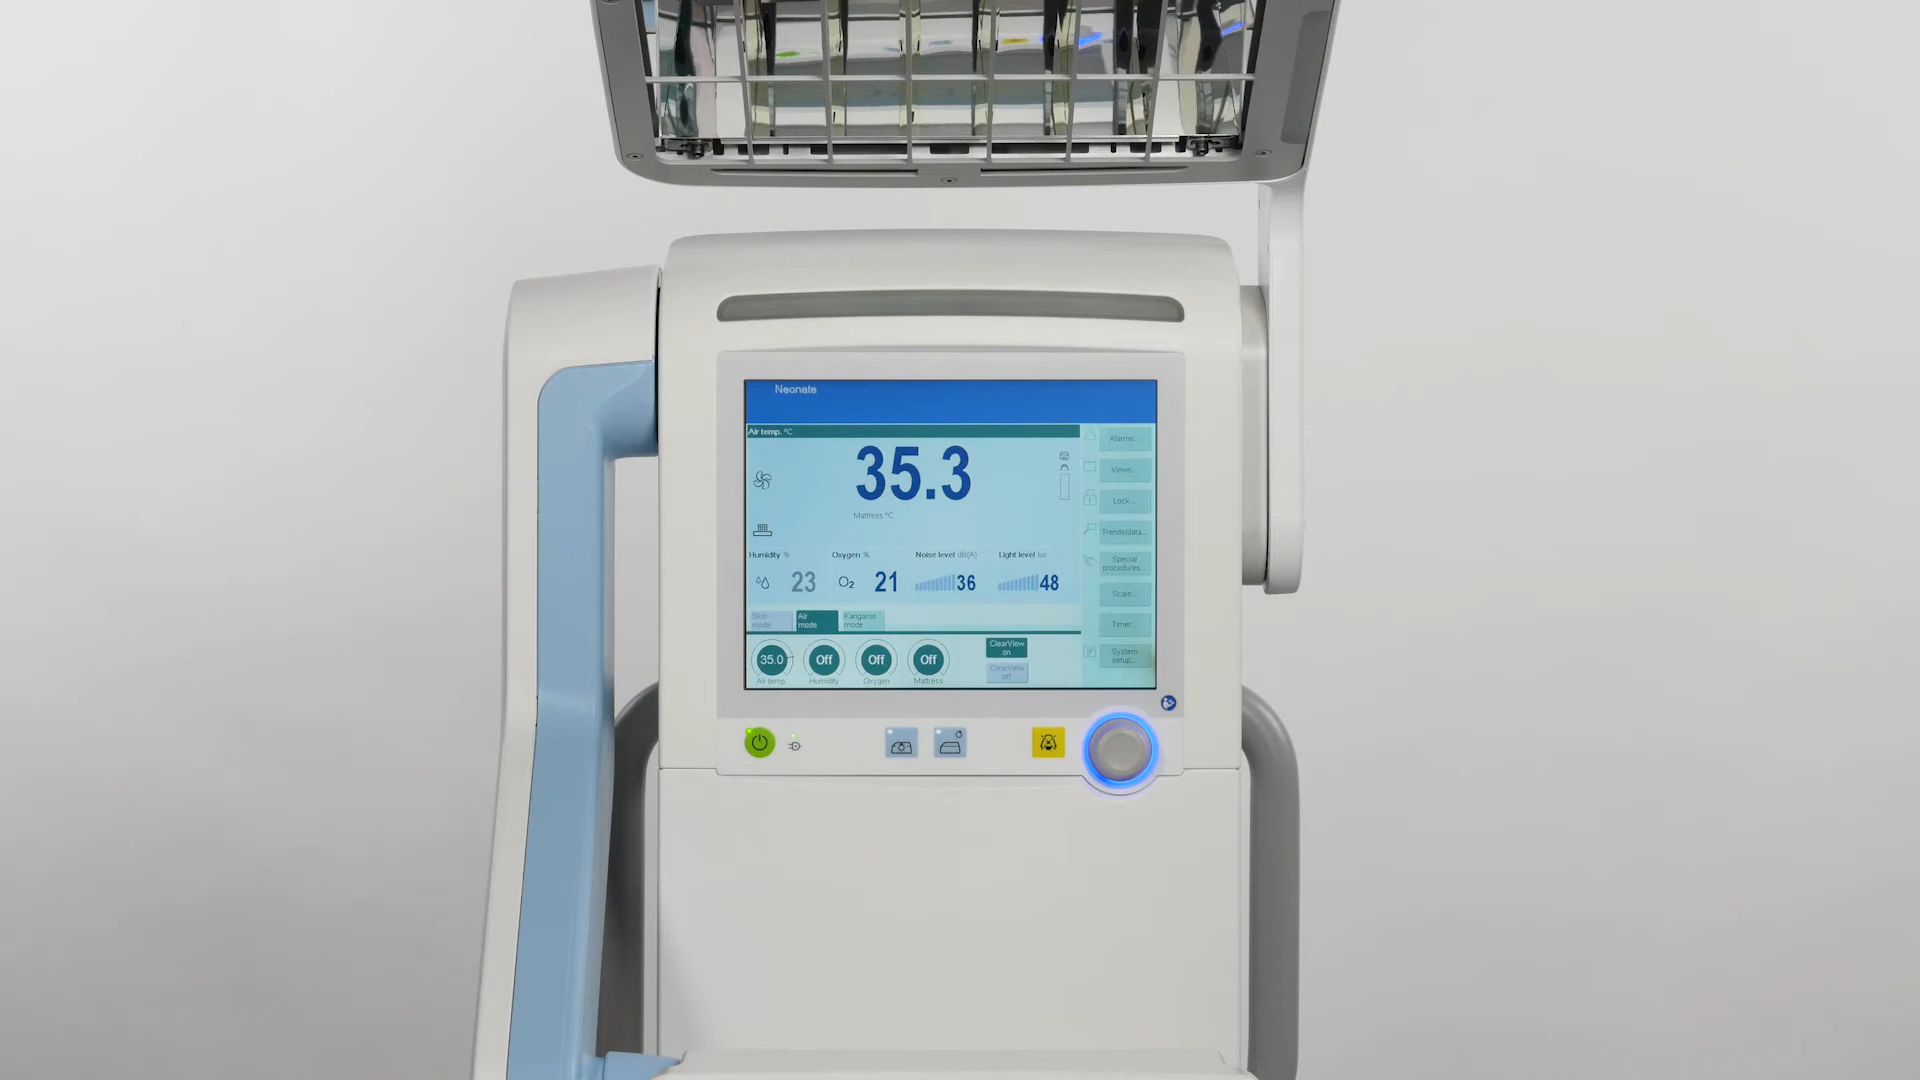 Neonate
Air temp. °C
35.3
Mattress °C
Humidity %
Oxygen %
Noise level dB(A)
Light level lux
23
O2
21
36
48
Skin
mode
Air
mode
Kangaroo
mode
35.0
Off
Off
Off
Air temp.
Humidity
Oxygen
Mattress
ClearView
on
ClearView
off
Alarms...
Views...
Lock...
Trends/data...
Special
procedures...
Scale...
Timer...
System
setup...